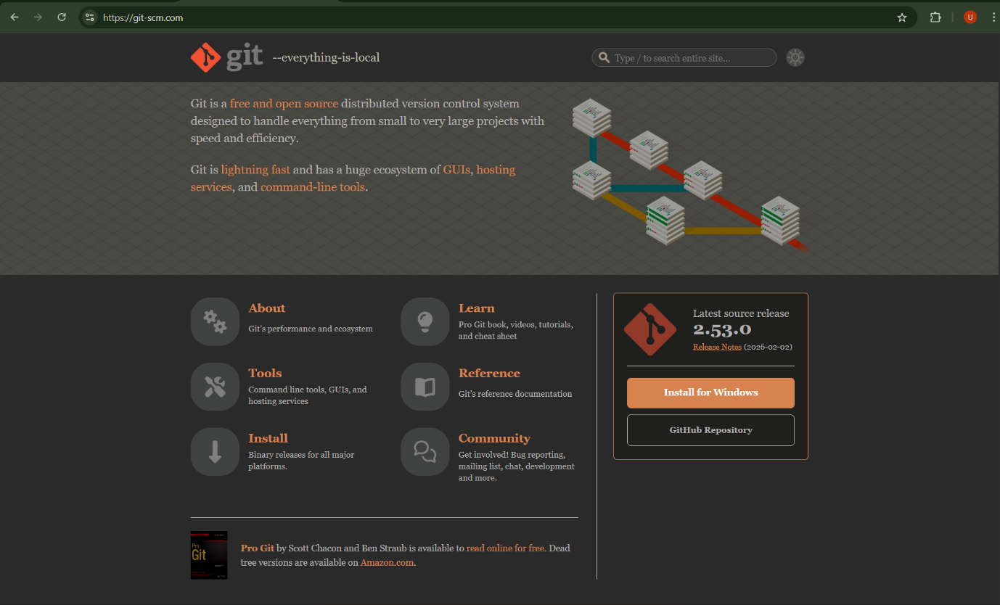 https://git-scm.com
U
git --everything-is-local
Type / to search entire site...
Git is a free and open source distributed version control system
designed to handle everything from small to very large projects with
speed and efficiency.
Git is lightning fast and has a huge ecosystem of GUIs, hosting
services, and command-line tools.
About
Git's performance and ecosystem
Learn
Pro Git book, videos, tutorials,
and cheat sheet
Tools
Command line tools, GUIs, and
hosting services
Reference
Git's reference documentation
Install
Binary releases for all major
platforms.
Community
Get involved! Bug reporting,
mailing list, chat, development
and more.
Latest source release
2.53.0
Release Notes (2026-02-02)
Install for Windows
GitHub Repository
Pro
Git
Pro Git by Scott Chacon and Ben Straub is available to read online for free. Dead
tree versions are available on Amazon.com.